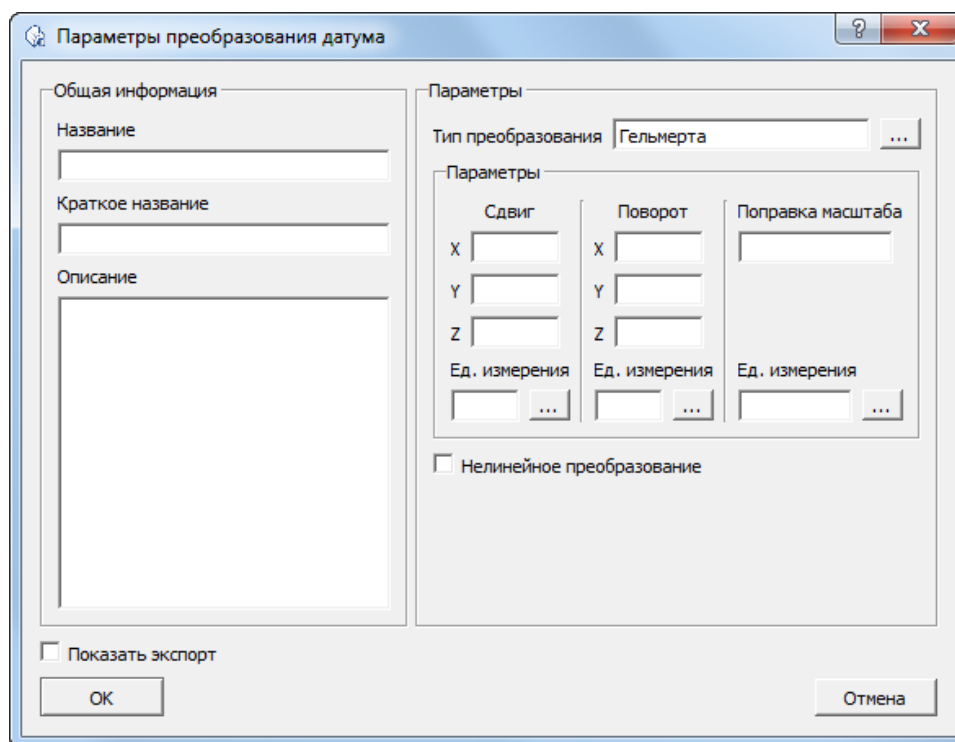 Параметры преобразования датума
Общая информация
Название
Краткое название
Описание
Параметры
Тип преобразования Гельмерта ...
Параметры
Сдвиг Поворот Поправка масштаба
X X
Y Y
Z Z
Ед. измерения Ед. измерения Ед. измерения
... ... ...
Нелинейное преобразование
Показать экспорт
OK Отмена